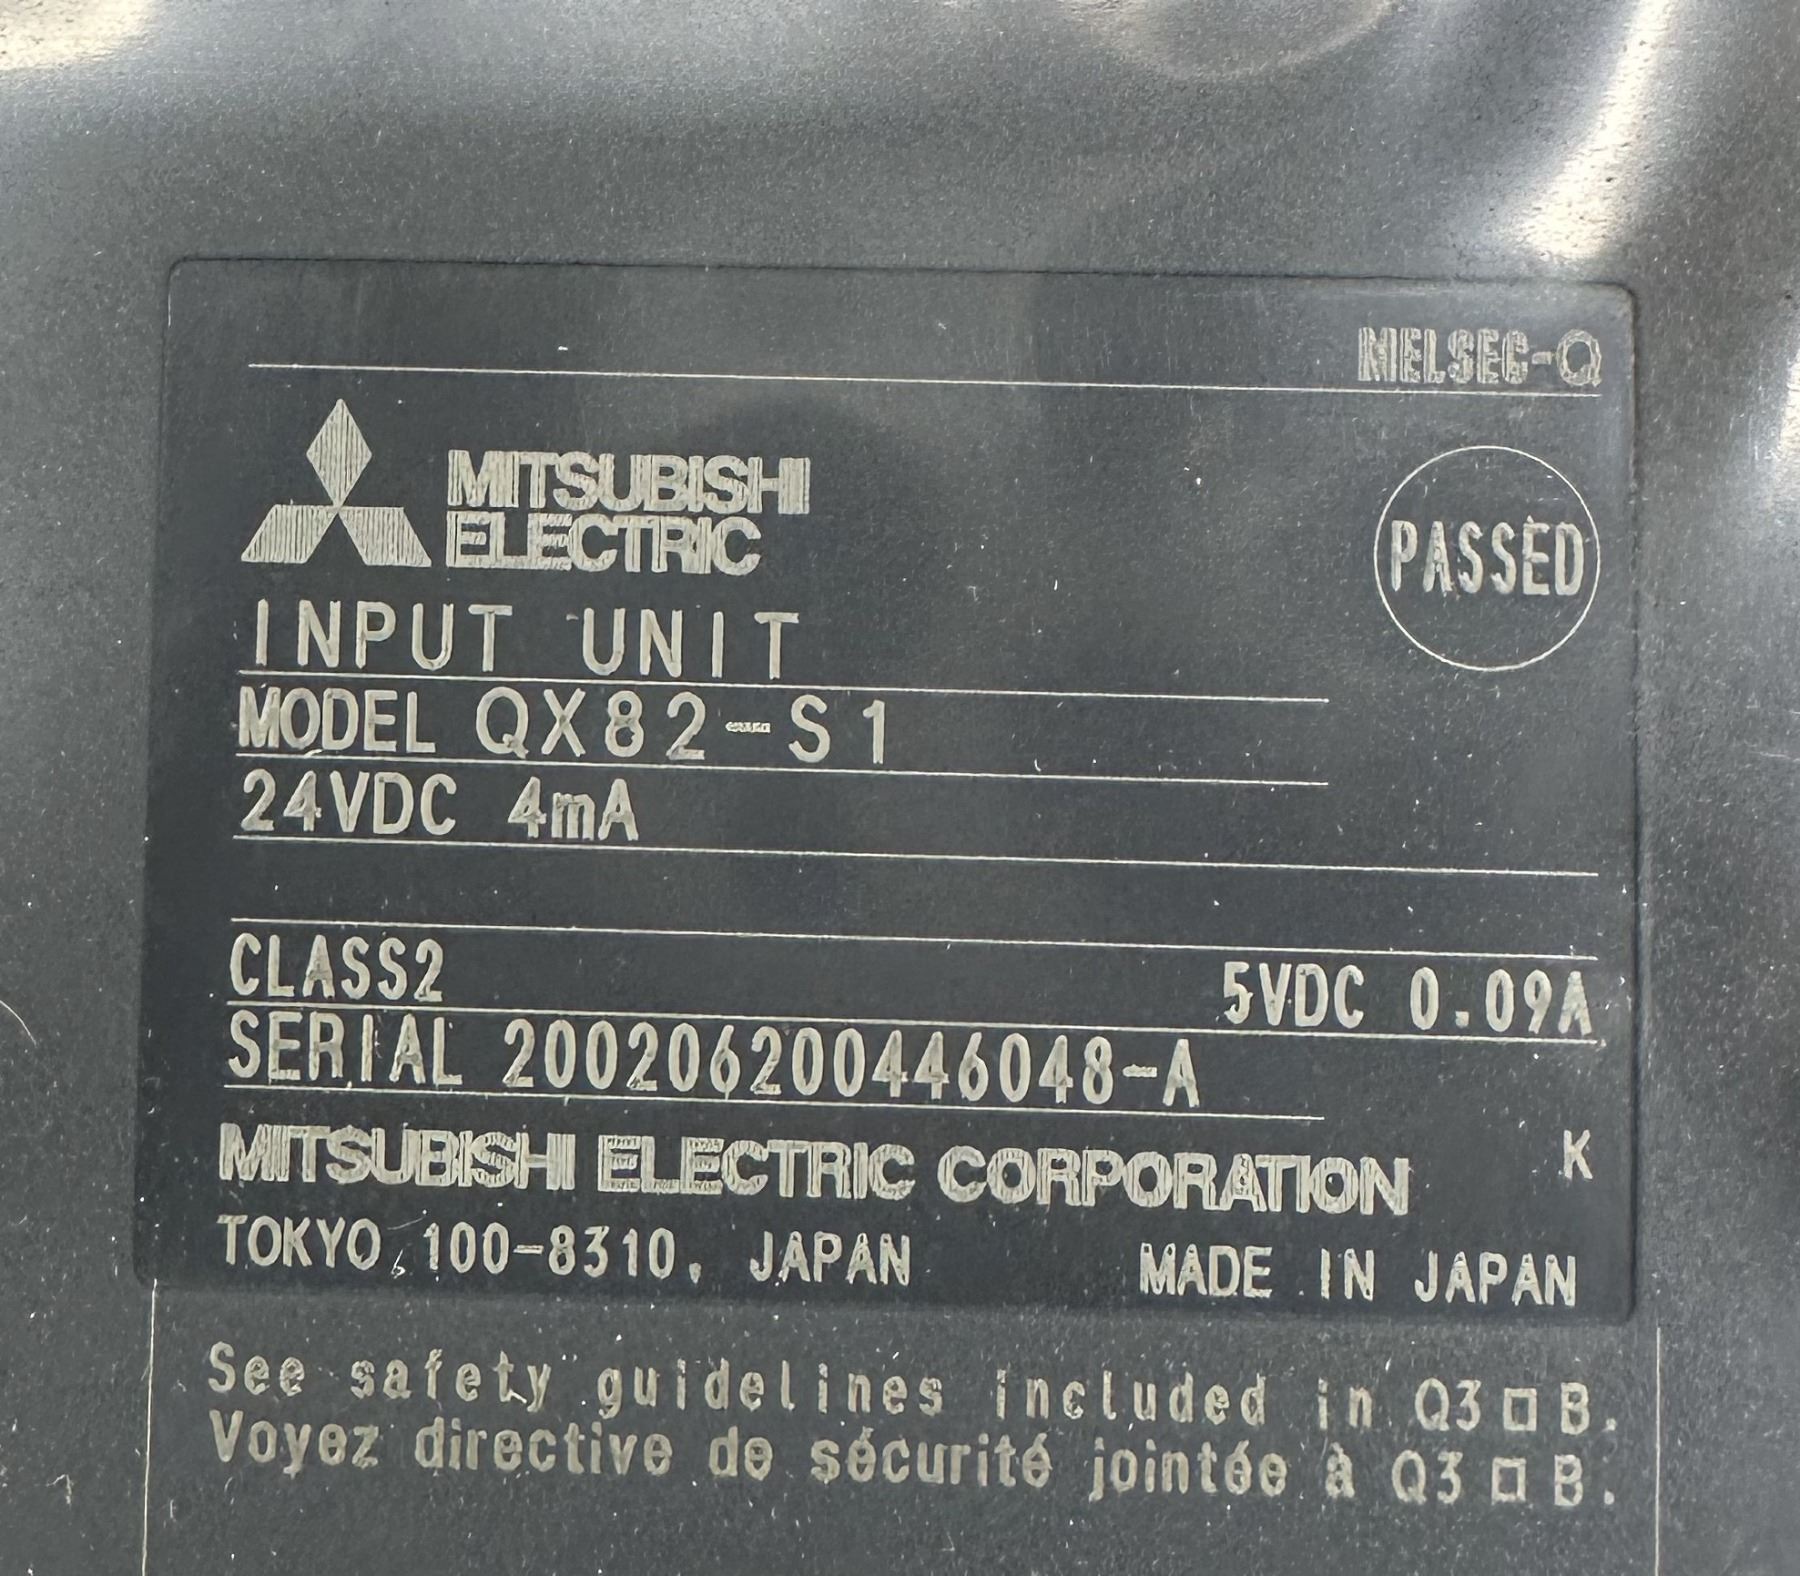 MELSEC-Q
MITSUBISHI
ELECTRIC
PASSED
INPUT UNIT
MODEL QX82-S1
24VDC 4mA
CLASS2 5VDC 0.09A
SERIAL 200206200446048-A
MITSUBISHI ELECTRIC CORPORATION K
TOKYO 100-8310, JAPAN MADE IN JAPAN
See safety guidelines included in Q3□B.
Voyez directive de sécurité jointée à Q3□B.